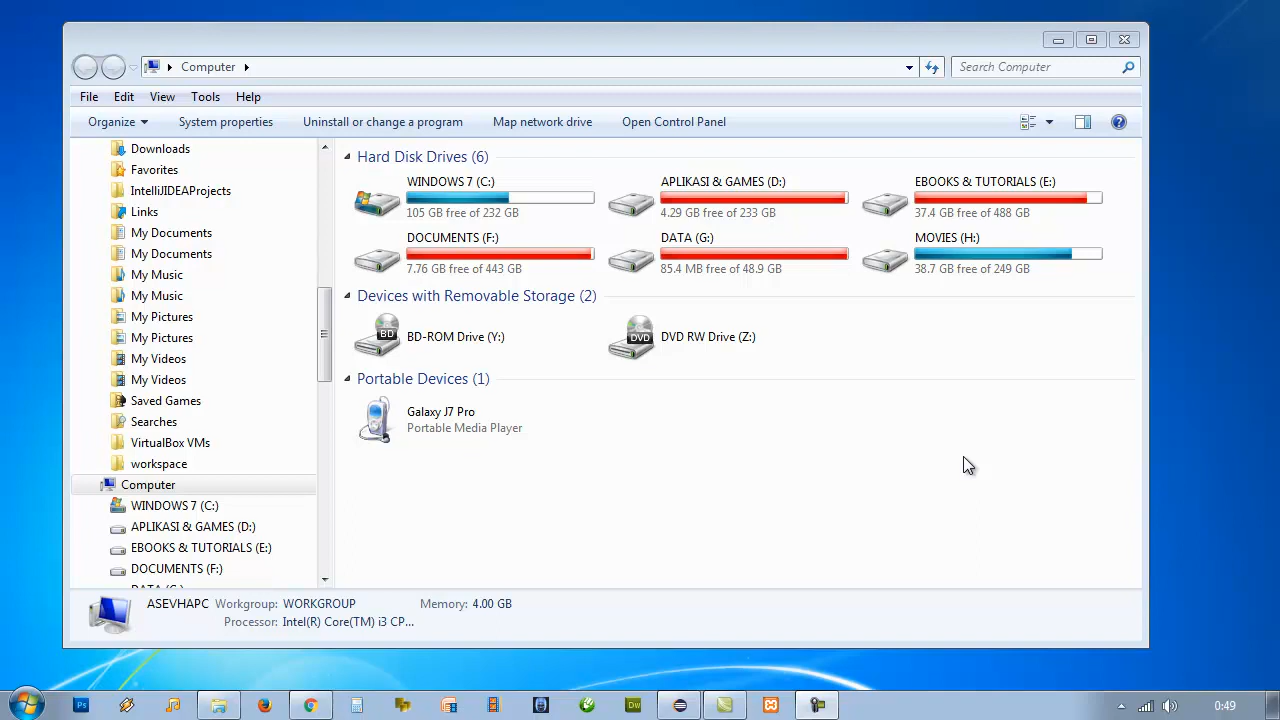 Computer
Search Computer
File Edit View Tools Help
Organize System properties Uninstall or change a program Map network drive Open Control Panel
Downloads
Favorites
IntelliJIDEAProjects
Links
My Documents
My Documents
My Music
My Music
My Pictures
My Pictures
My Videos
My Videos
Saved Games
Searches
VirtualBox VMs
workspace
Computer
WINDOWS 7 (C:)
APLIKASI & GAMES (D:)
EBOOKS & TUTORIALS (E:)
DOCUMENTS (F:)
Hard Disk Drives (6)
WINDOWS 7 (C:)
105 GB free of 232 GB
APLIKASI & GAMES (D:)
4.29 GB free of 233 GB
EBOOKS & TUTORIALS (E:)
37.4 GB free of 488 GB
DOCUMENTS (F:)
7.76 GB free of 443 GB
DATA (G:)
85.4 MB free of 48.9 GB
MOVIES (H:)
38.7 GB free of 249 GB
Devices with Removable Storage (2)
BD
BD-ROM Drive (Y:)
DVD
DVD RW Drive (Z:)
Portable Devices (1)
Galaxy J7 Pro
Portable Media Player
ASEVHAPC Workgroup: WORKGROUP Memory: 4.00 GB
Processor: Intel(R) Core(TM) i3 CP...
Ps
Dw
0:49